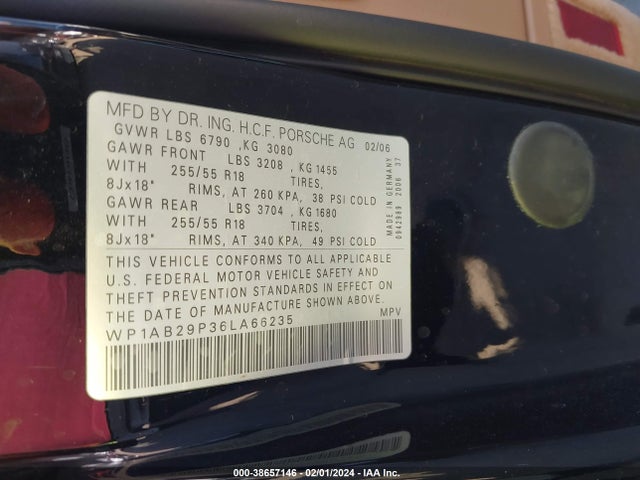 MFD BY DR. ING. H.C.F. PORSCHE AG 02/06
GVWR LBS 6790 ,KG 3080
GAWR FRONT LBS 3208 , KG 1455
WITH 255/55 R18 TIRES,
8Jx18" RIMS, AT 260 KPA, 38 PSI COLD
GAWR REAR LBS 3704 , KG 1680
WITH 255/55 R18 TIRES,
8Jx18" RIMS, AT 340 KPA, 49 PSI COLD
MADE IN GERMANY
0942989 2006 37
THIS VEHICLE CONFORMS TO ALL APPLICABLE
U.S. FEDERAL MOTOR VEHICLE SAFETY AND
THEFT PREVENTION STANDARDS IN EFFECT ON
THE DATE OF MANUFACTURE SHOWN ABOVE.
WP1AB29P36LA66235 MPV
000-38657146 - 02/01/2024 - IAA Inc.